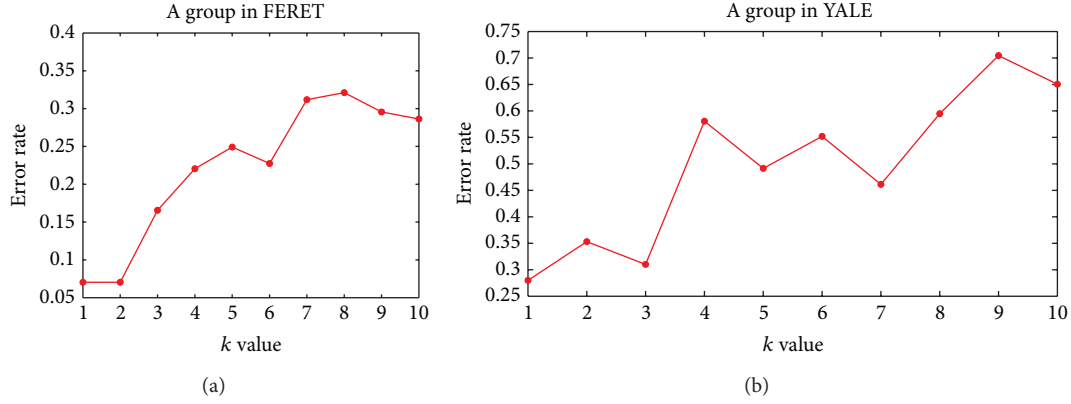 A group in FERET
0.4
0.35
0.3
0.25
0.2
0.15
0.1
0.05
Error rate
1 2 3 4 5 6 7 8 9 10
k value
(a)
A group in YALE
0.75
0.7
0.65
0.6
0.55
0.5
0.45
0.4
0.35
0.3
0.25
Error rate
1 2 3 4 5 6 7 8 9 10
k value
(b)